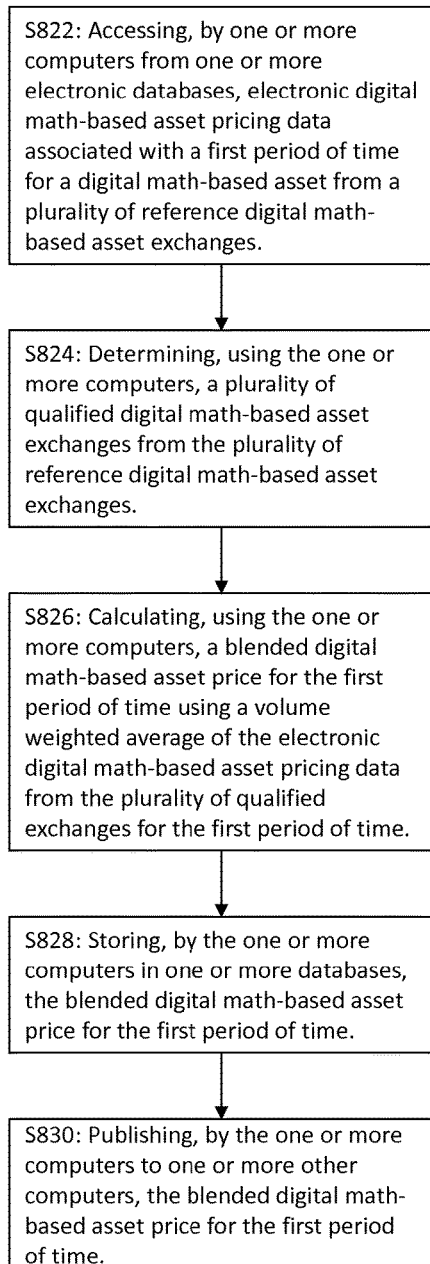 S822: Accessing, by one or more
computers from one or more
electronic databases, electronic digital
math-based asset pricing data
associated with a first period of time
for a digital math-based asset from a
plurality of reference digital math-
based asset exchanges.
S824: Determining, using the one or
more computers, a plurality of
qualified digital math-based asset
exchanges from the plurality of
reference digital math-based asset
exchanges.
S826: Calculating, using the one or
more computers, a blended digital
math-based asset price for the first
period of time using a volume
weighted average of the electronic
digital math-based asset pricing data
from the plurality of qualified
exchanges for the first period of time.
S828: Storing, by the one or more
computers in one or more databases,
the blended digital math-based asset
price for the first period of time.
S830: Publishing, by the one or more
computers to one or more other
computers, the blended digital math-
based asset price for the first period
of time.